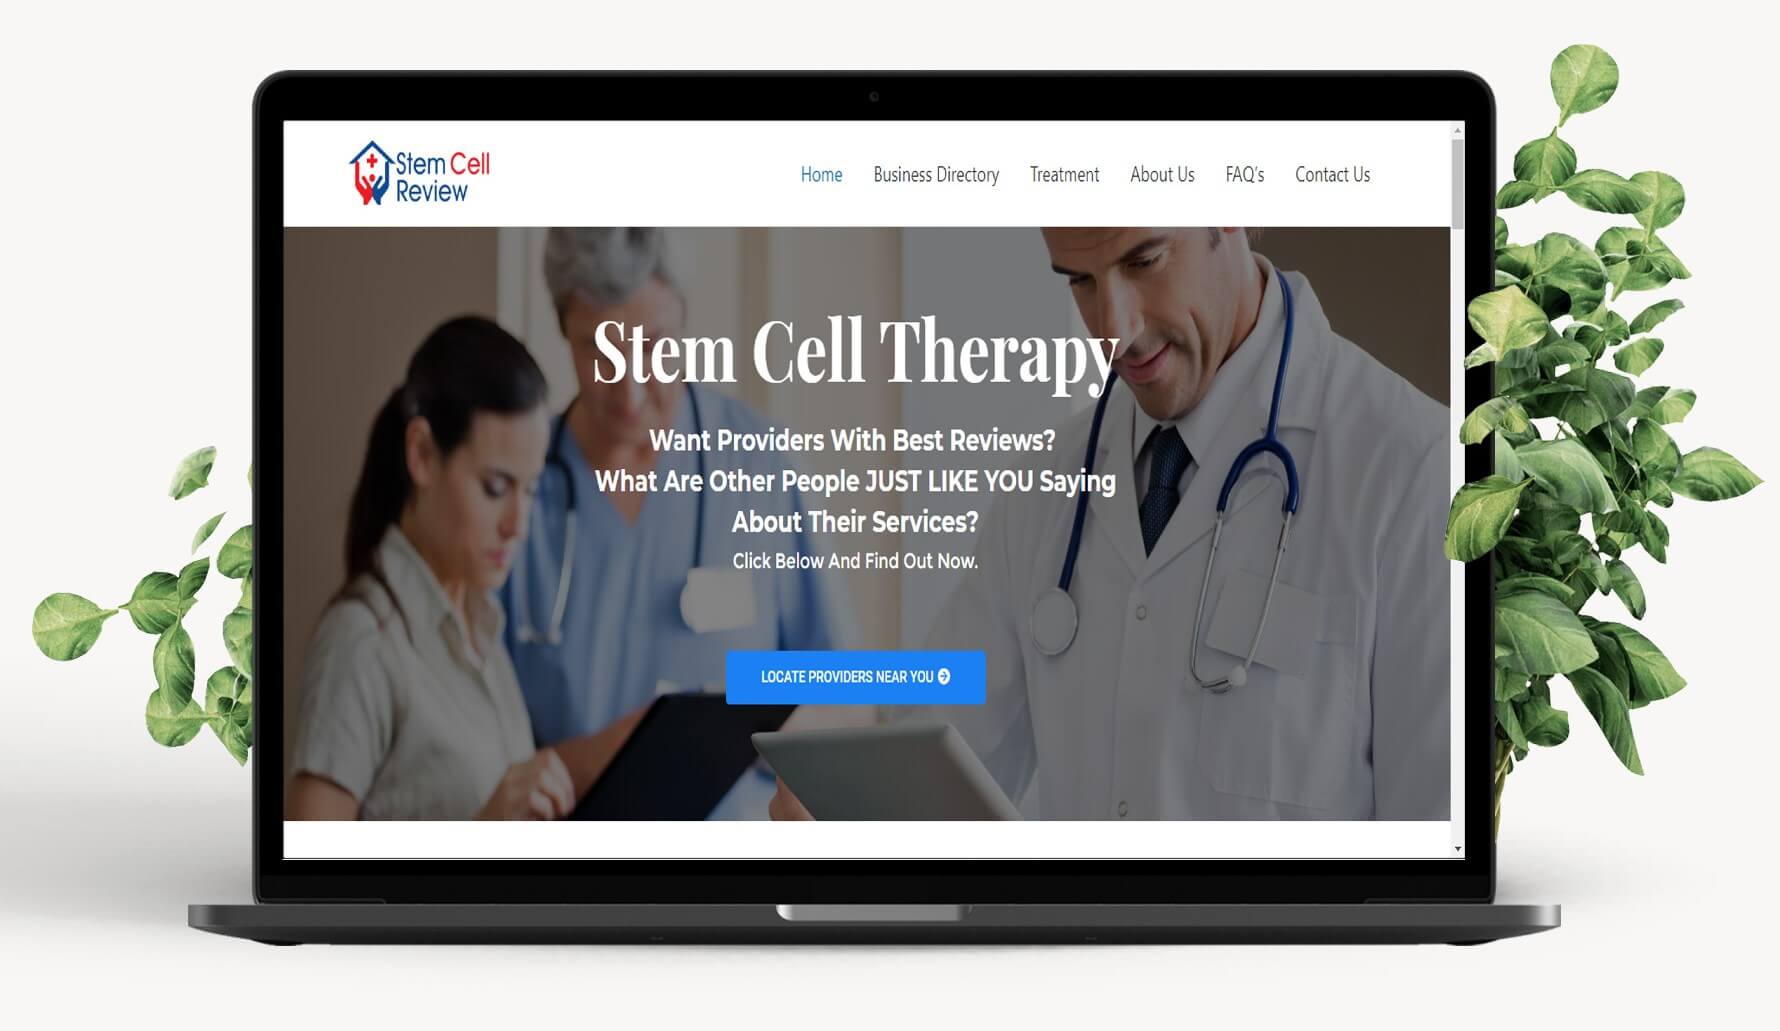 Stem Cell
Review
Home Business Directory Treatment About Us FAQ's Contact Us
Stem Cell Therapy
Want Providers With Best Reviews?
What Are Other People JUST LIKE YOU Saying
About Their Services?
Click Below And Find Out Now.
LOCATE PROVIDERS NEAR YOU